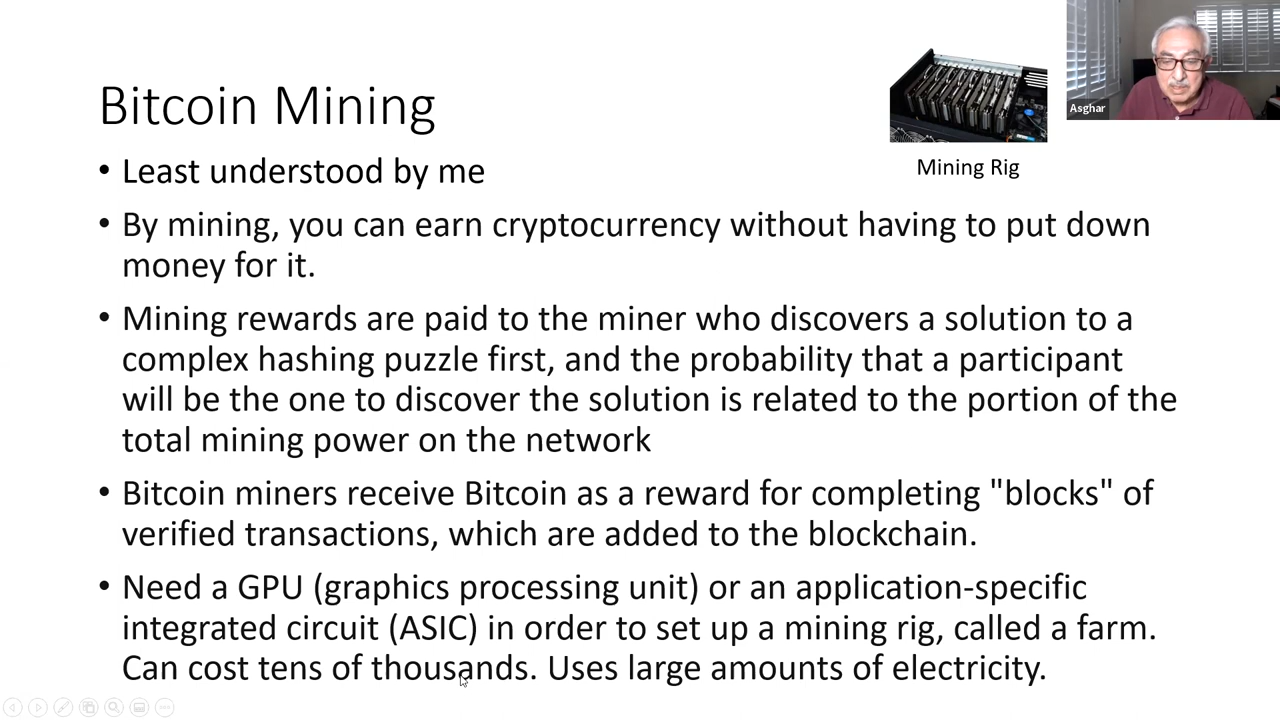 Bitcoin Mining
Mining Rig
Asghar
• Least understood by me
• By mining, you can earn cryptocurrency without having to put down
money for it.
• Mining rewards are paid to the miner who discovers a solution to a
complex hashing puzzle first, and the probability that a participant
will be the one to discover the solution is related to the portion of the
total mining power on the network
• Bitcoin miners receive Bitcoin as a reward for completing "blocks" of
verified transactions, which are added to the blockchain.
• Need a GPU (graphics processing unit) or an application-specific
integrated circuit (ASIC) in order to set up a mining rig, called a farm.
Can cost tens of thousands. Uses large amounts of electricity.